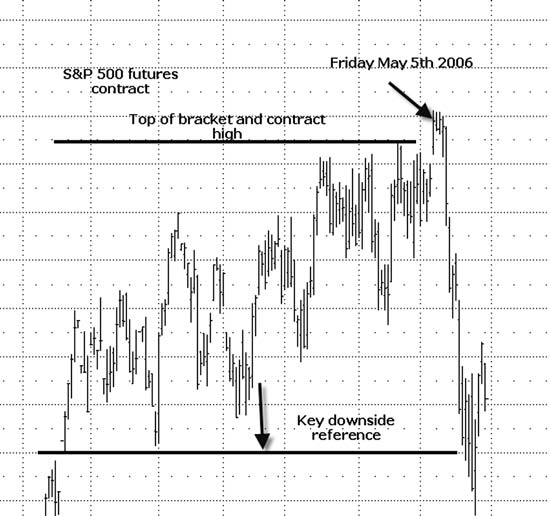 Friday May 5th 2006
S&P 500 futures
contract
Top of bracket and contract
high
Key downside
reference